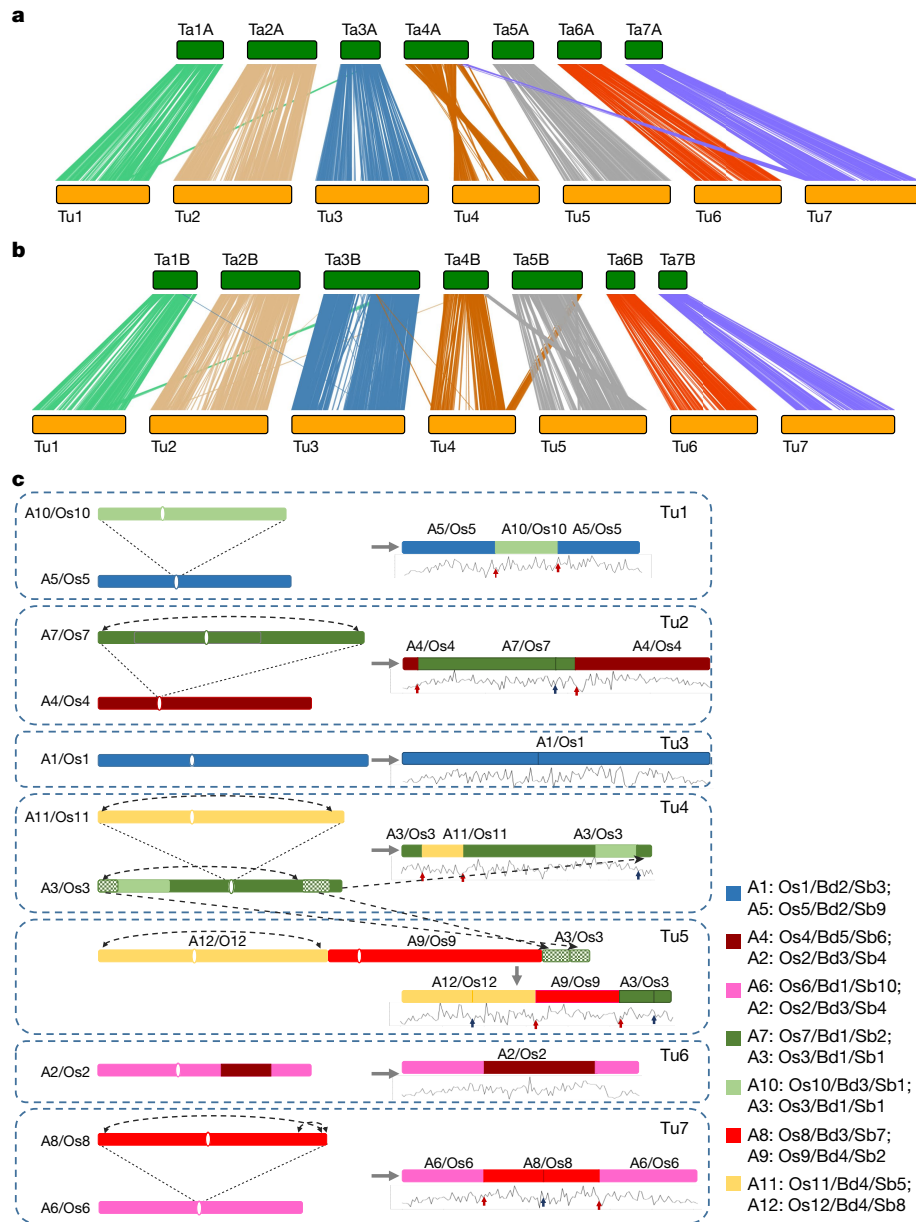 a
Ta1A Ta2A Ta3A Ta4A Ta5A Ta6A Ta7A
Tu1 Tu2 Tu3 Tu4 Tu5 Tu6 Tu7
b
Ta1B Ta2B Ta3B Ta4B Ta5B Ta6B Ta7B
Tu1 Tu2 Tu3 Tu4 Tu5 Tu6 Tu7
c
A10/Os10 Tu1
A5/Os5 A10/Os10 A5/Os5
A5/Os5
Tu2
A7/Os7
A4/Os4 A7/Os7 A4/Os4
A4/Os4
Tu3
A1/Os1 A1/Os1
Tu4
A11/Os11
A3/Os3 A11/Os11 A3/Os3
A3/Os3
Tu5
A12/O12 A9/Os9 A3/Os3
A12/Os12 A9/Os9 A3/Os3
Tu6
A2/Os2 A2/Os2
Tu7
A8/Os8
A6/Os6 A8/Os8 A6/Os6
A6/Os6
A1: Os1/Bd2/Sb3;
A5: Os5/Bd2/Sb9
A4: Os4/Bd5/Sb6;
A2: Os2/Bd3/Sb4
A6: Os6/Bd1/Sb10;
A2: Os2/Bd3/Sb4
A7: Os7/Bd1/Sb2;
A3: Os3/Bd1/Sb1
A10: Os10/Bd3/Sb1;
A3: Os3/Bd1/Sb1
A8: Os8/Bd3/Sb7;
A9: Os9/Bd4/Sb2
A11: Os11/Bd4/Sb5;
A12: Os12/Bd4/Sb8